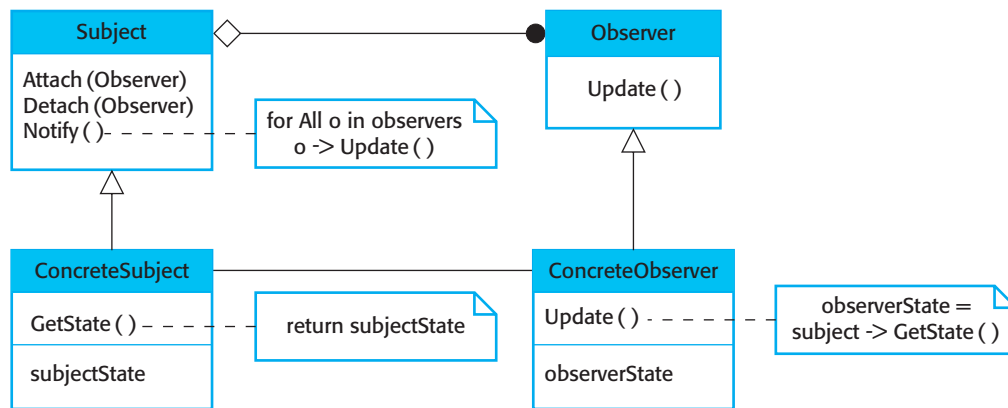 Subject
Attach (Observer)
Detach (Observer)
Notify ( )
for All o in observers
o -> Update ( )
Observer
Update ( )
ConcreteSubject
GetState ( )
subjectState
return subjectState
ConcreteObserver
Update ( )
observerState
observerState =
subject -> GetState ( )